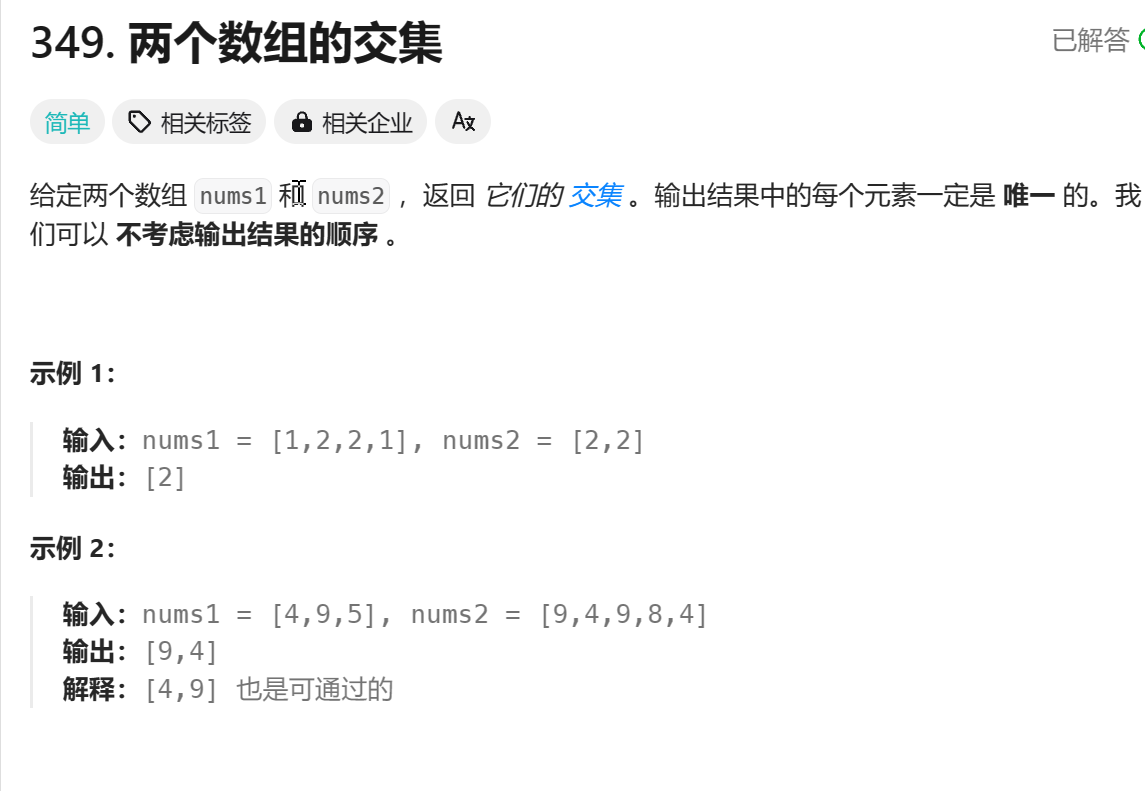 349. 两个数组的交集
已解答
简单 相关标签 相关企业
给定两个数组 nums1 和 nums2 ，返回 它们的 交集 。输出结果中的每个元素一定是 唯一 的。我
们可以 不考虑输出结果的顺序 。
示例 1：
输入：nums1 = [1,2,2,1], nums2 = [2,2]
输出：[2]
示例 2：
输入：nums1 = [4,9,5], nums2 = [9,4,9,8,4]
输出：[9,4]
解释：[4,9] 也是可通过的